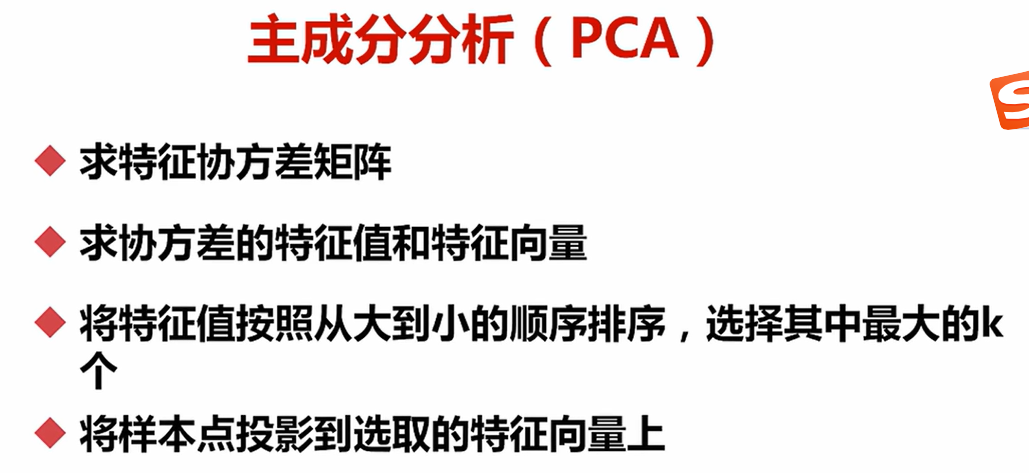 主成分分析（PCA）
求特征协方差矩阵
求协方差的特征值和特征向量
将特征值按照从大到小的顺序排序，选择其中最大的k
个
将样本点投影到选取的特征向量上